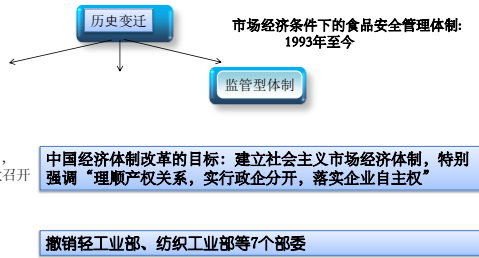 历史变迁
市场经济条件下的食品安全管理体制:
1993年至今
监管型体制
,
召开
中国经济体制改革的目标：建立社会主义市场经济体制，特别
强调“理顺产权关系，实行政企分开，落实企业自主权”
撤销轻工业部、纺织工业部等7个部委